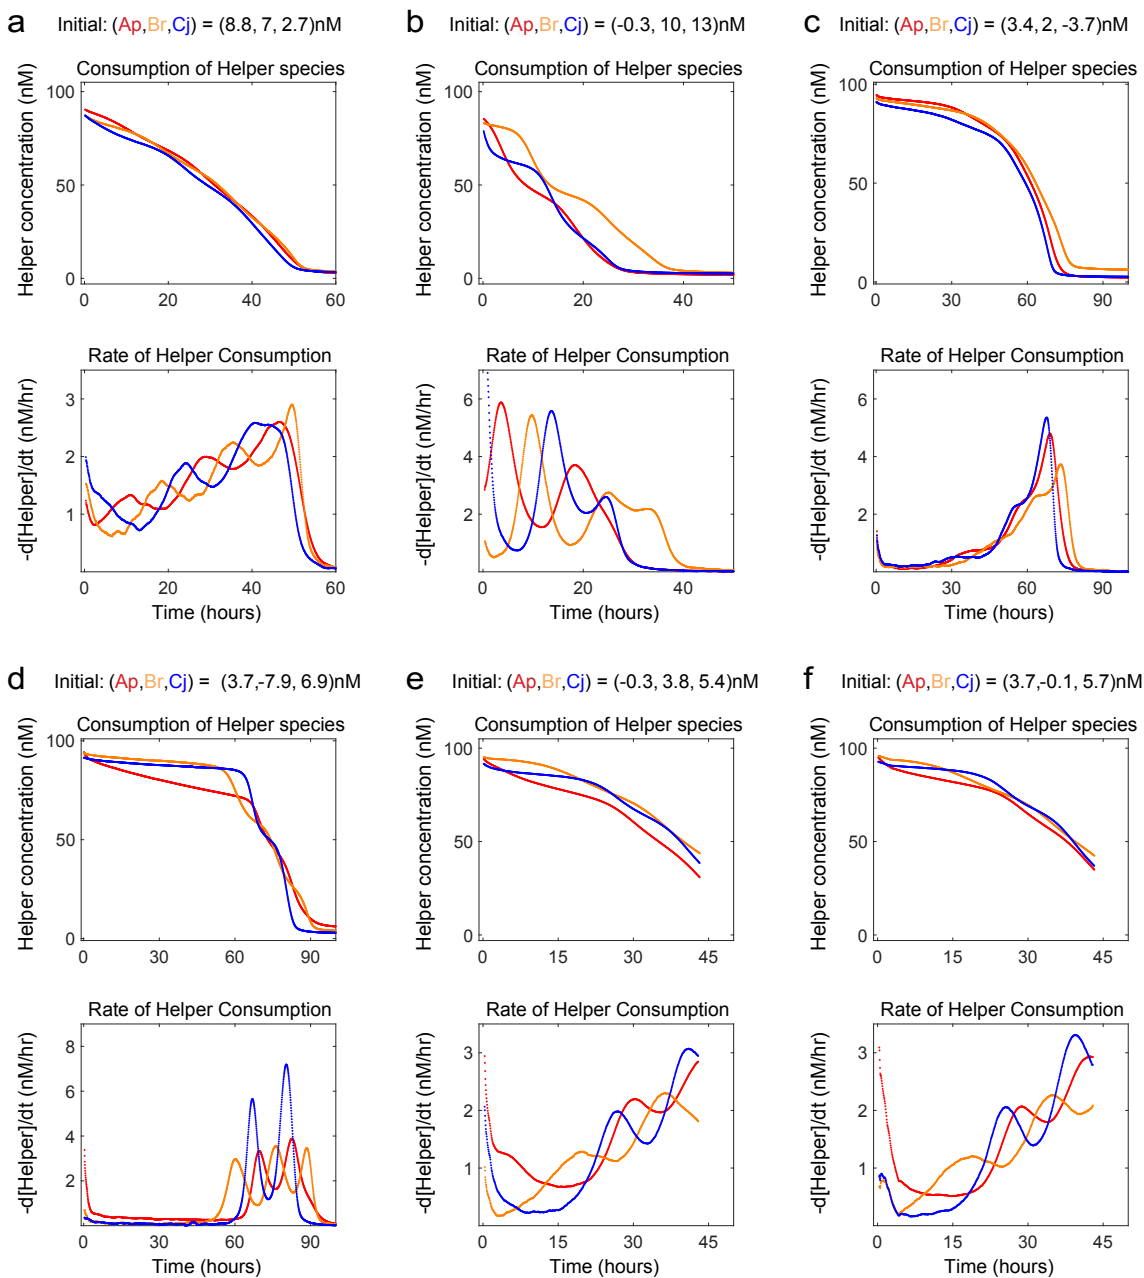 a Initial: (Ap,Br,Cj) = (8.8, 7, 2.7)nM
Consumption of Helper species
Helper concentration (nM)
100
50
0
0 20 40 60
Rate of Helper Consumption
-d[Helper]/dt (nM/hr)
3
2
1
0 20 40 60
Time (hours)
b Initial: (Ap,Br,Cj) = (-0.3, 10, 13)nM
Consumption of Helper species
Helper concentration (nM)
100
50
0
0 20 40
Rate of Helper Consumption
-d[Helper]/dt (nM/hr)
6
4
2
0 20 40
Time (hours)
c Initial: (Ap,Br,Cj) = (3.4, 2, -3.7)nM
Consumption of Helper species
Helper concentration (nM)
100
50
0
0 30 60 90
Rate of Helper Consumption
-d[Helper]/dt (nM/hr)
6
4
2
0 30 60 90
Time (hours)
d Initial: (Ap,Br,Cj) = (3.7,-7.9, 6.9)nM
Consumption of Helper species
Helper concentration (nM)
100
50
0
0 30 60 90
Rate of Helper Consumption
-d[Helper]/dt (nM/hr)
8
6
4
2
0 30 60 90
Time (hours)
e Initial: (Ap,Br,Cj) = (-0.3, 3.8, 5.4)nM
Consumption of Helper species
Helper concentration (nM)
100
50
0
0 15 30 45
Rate of Helper Consumption
-d[Helper]/dt (nM/hr)
3
2
1
0 15 30 45
Time (hours)
f Initial: (Ap,Br,Cj) = (3.7,-0.1, 5.7)nM
Consumption of Helper species
Helper concentration (nM)
100
50
0
0 15 30 45
Rate of Helper Consumption
-d[Helper]/dt (nM/hr)
3
2
1
0 15 30 45
Time (hours)